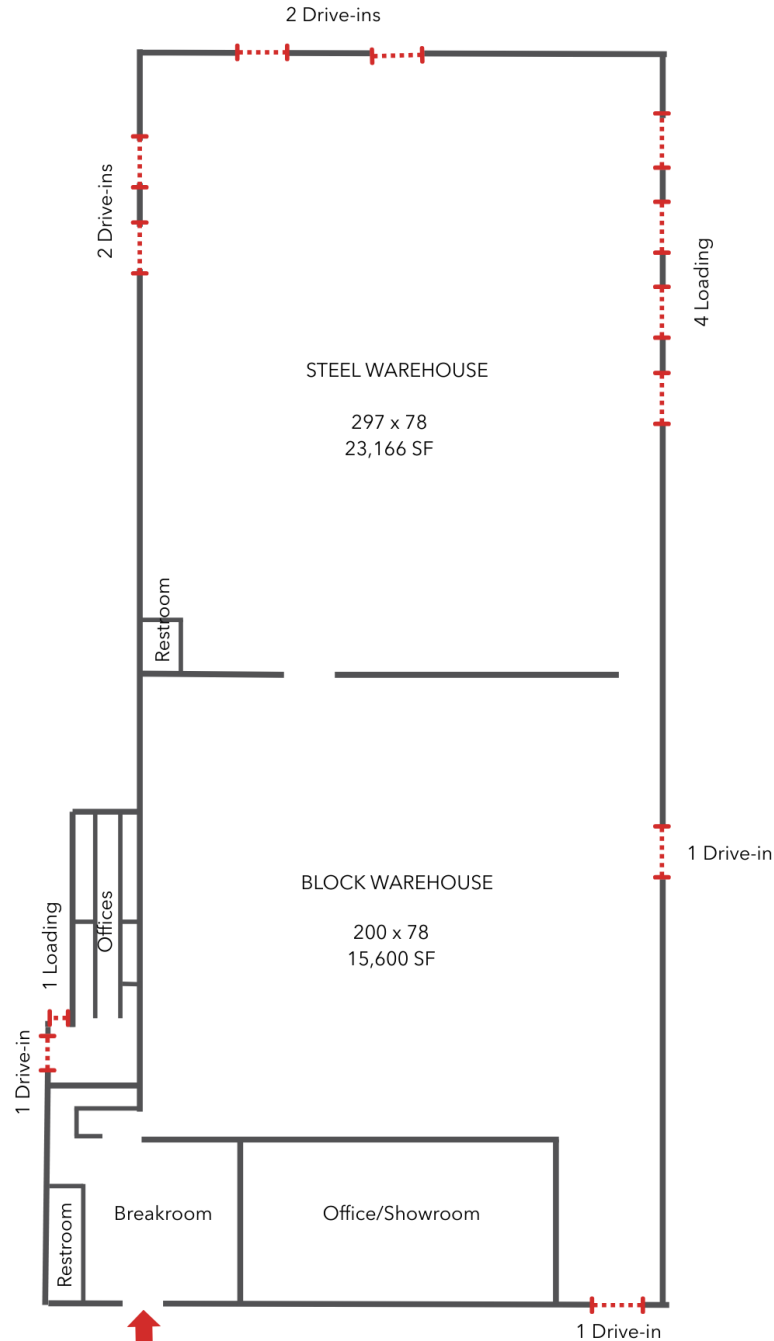 2 Drive-ins
2 Drive-ins
4 Loading
STEEL WAREHOUSE
297 x 78
23,166 SF
Restroom
1 Drive-in
BLOCK WAREHOUSE
200 x 78
15,600 SF
Offices
1 Loading
1 Drive-in
Breakroom
Office/Showroom
Restroom
1 Drive-in